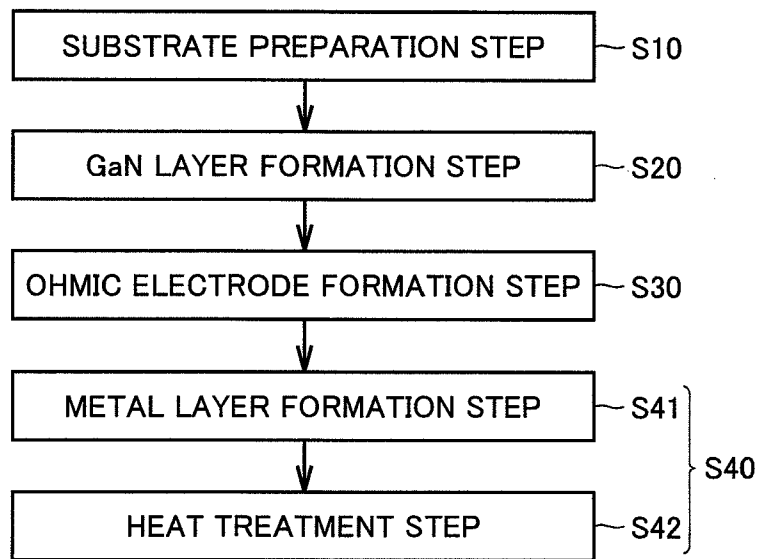 SUBSTRATE PREPARATION STEP S10
GaN LAYER FORMATION STEP S20
OHMIC ELECTRODE FORMATION STEP S30
METAL LAYER FORMATION STEP S41
S40
HEAT TREATMENT STEP S42